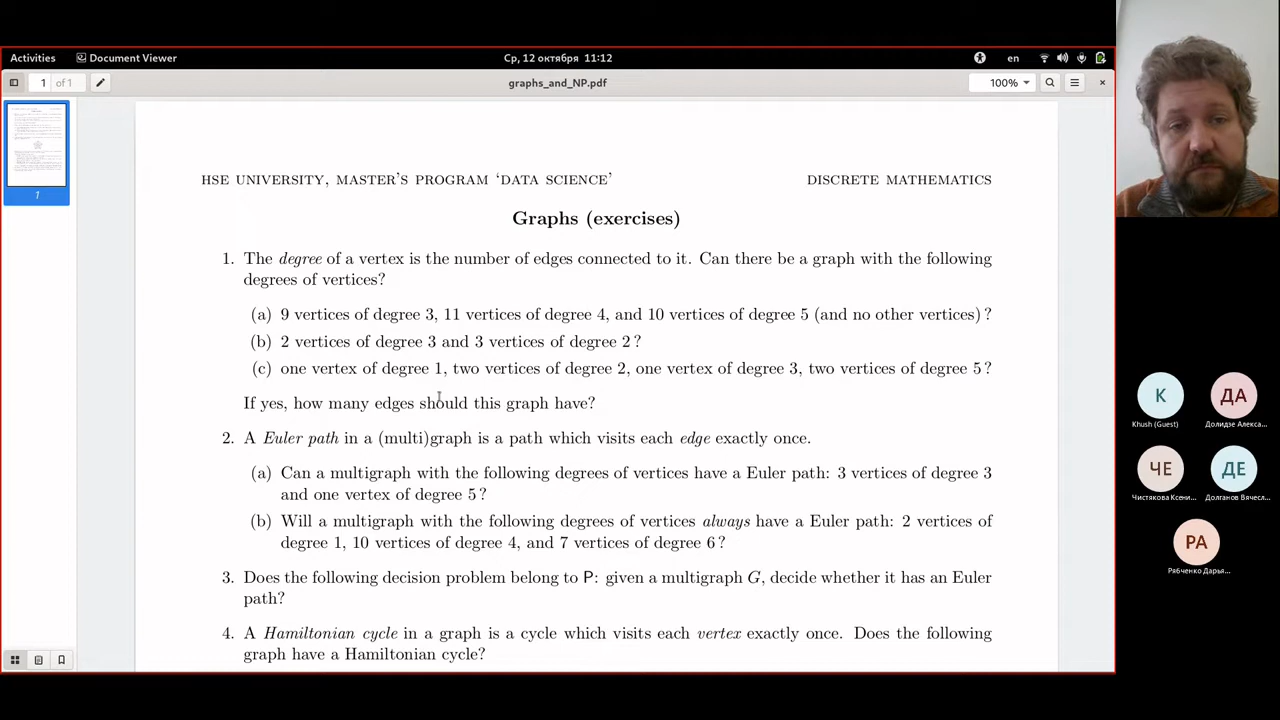 Activities Document Viewer Ср, 12 октября 11:12 en
1 of 1 graphs_and_NP.pdf 100%
1
HSE UNIVERSITY, MASTER'S PROGRAM ‘DATA SCIENCE’ DISCRETE MATHEMATICS
Graphs (exercises)
1. The degree of a vertex is the number of edges connected to it. Can there be a graph with the following
degrees of vertices?
(a) 9 vertices of degree 3, 11 vertices of degree 4, and 10 vertices of degree 5 (and no other vertices)?
(b) 2 vertices of degree 3 and 3 vertices of degree 2?
(c) one vertex of degree 1, two vertices of degree 2, one vertex of degree 3, two vertices of degree 5?
If yes, how many edges should this graph have?
2. A Euler path in a (multi)graph is a path which visits each edge exactly once.
(a) Can a multigraph with the following degrees of vertices have a Euler path: 3 vertices of degree 3
and one vertex of degree 5?
(b) Will a multigraph with the following degrees of vertices always have a Euler path: 2 vertices of
degree 1, 10 vertices of degree 4, and 7 vertices of degree 6?
3. Does the following decision problem belong to P: given a multigraph G, decide whether it has an Euler
path?
4. A Hamiltonian cycle in a graph is a cycle which visits each vertex exactly once. Does the following
graph have a Hamiltonian cycle?
К ДА
Khush (Guest) Долидзе Алекса...
ЧЕ ДЕ
Чистякова Ксени... Долганов Вячесл...
РА
Рябченко Дарья...